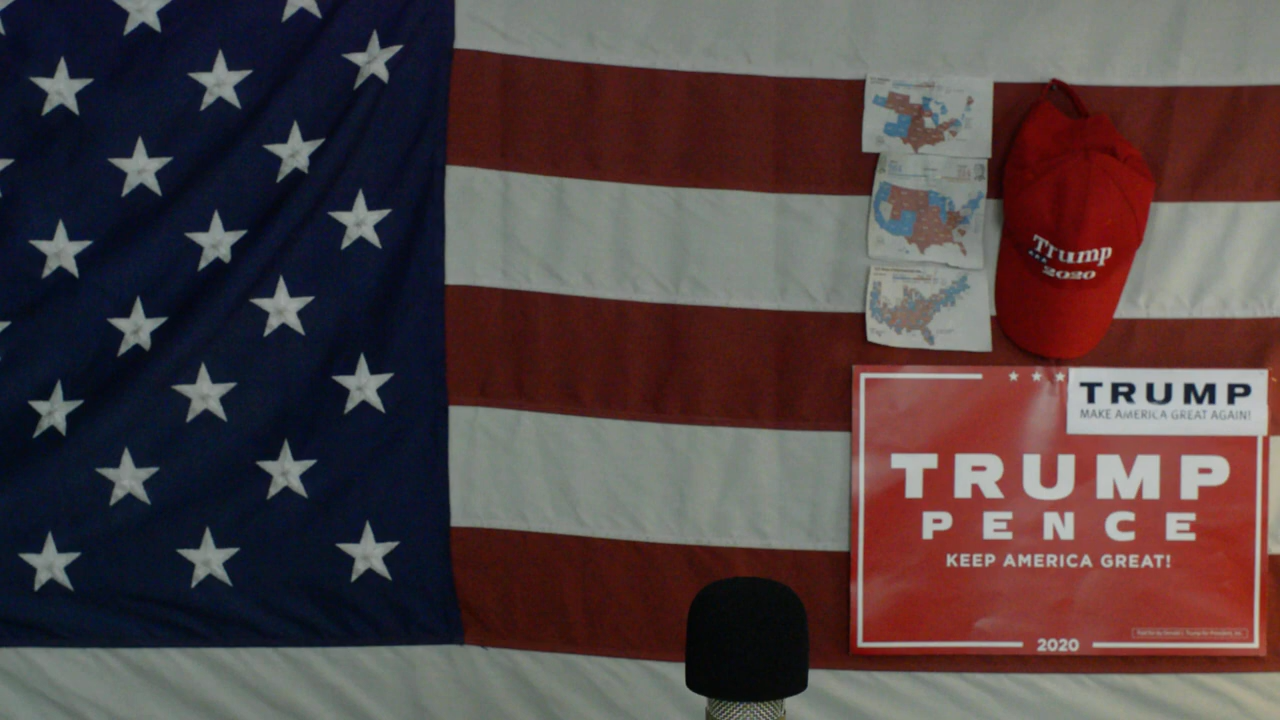 Trump
2020
TRUMP
MAKE AMERICA GREAT AGAIN!
TRUMP
PENCE
KEEP AMERICA GREAT!
2020